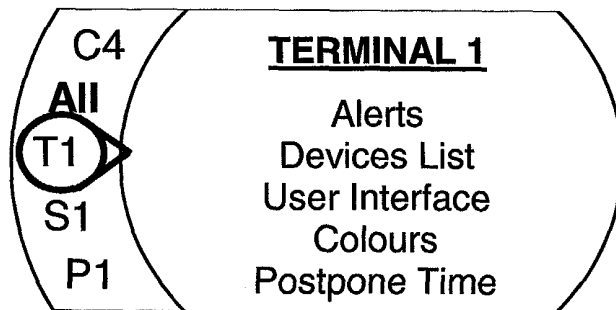 C4
All
T1
S1
P1
TERMINAL 1
Alerts
Devices List
User Interface
Colours
Postpone Time